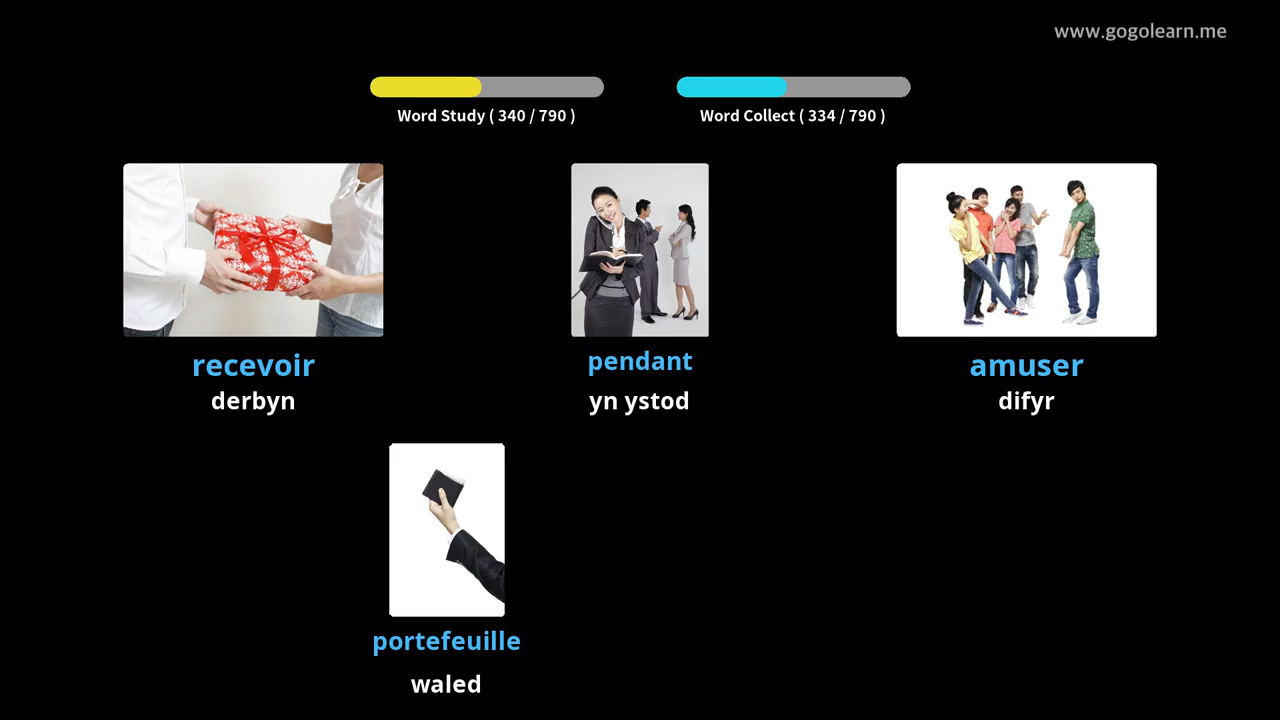 www.gogolearn.me
Word Study ( 340 / 790 )
Word Collect ( 334 / 790 )
recevoir
derbyn
pendant
yn ystod
amuser
difyr
portefeuille
waled